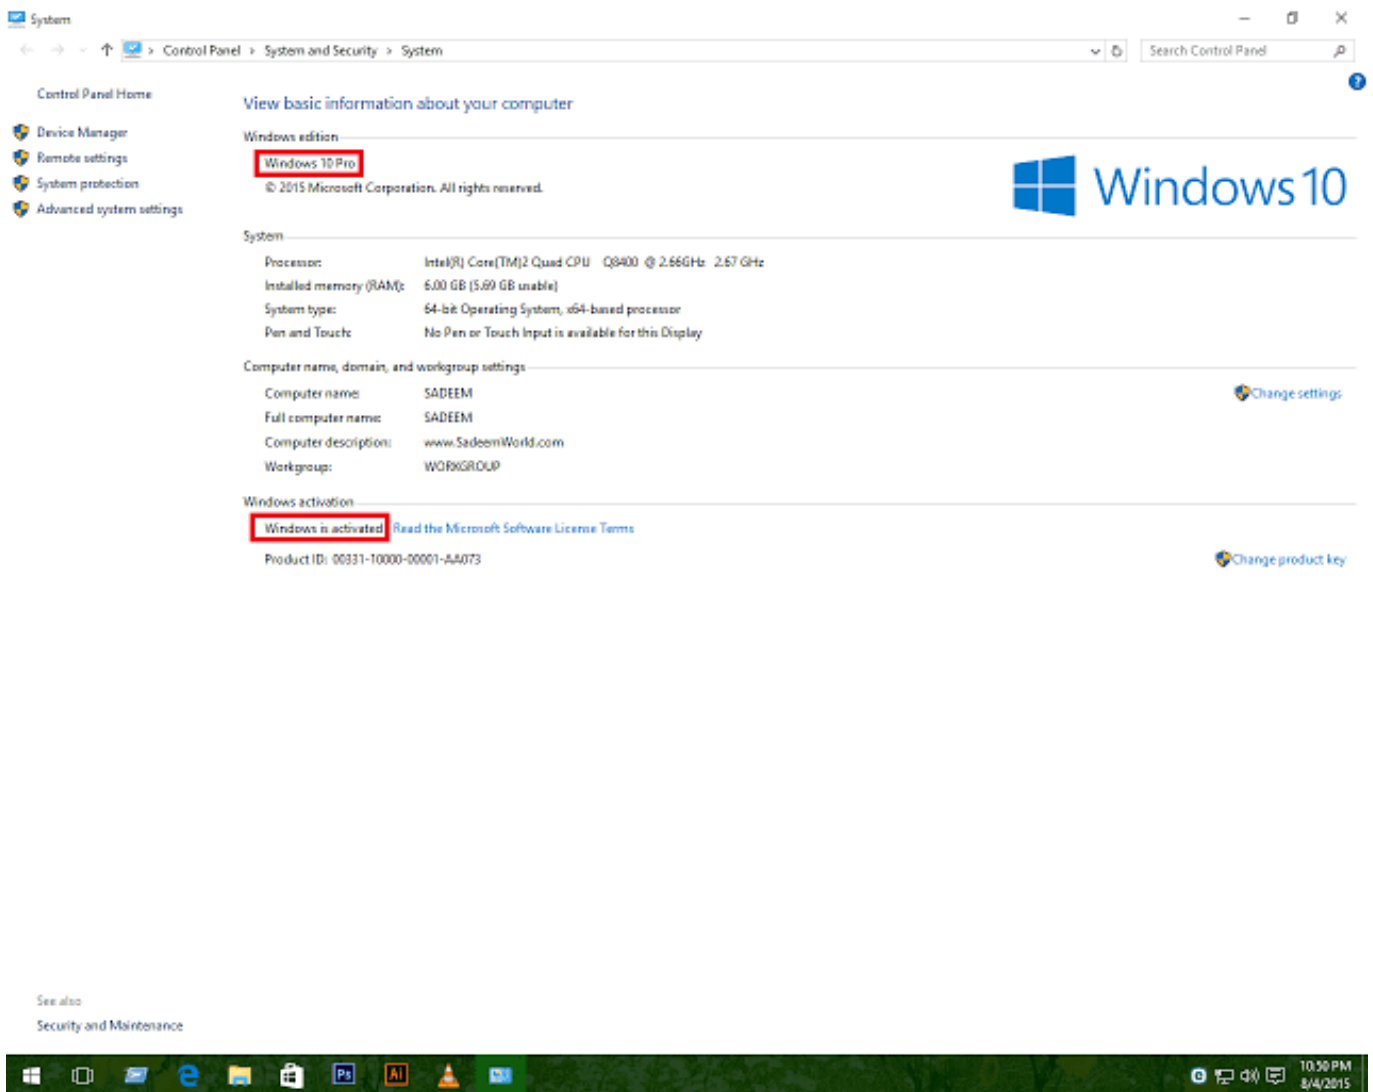 System
Control Panel > System and Security > System
Search Control Panel
Control Panel Home
Device Manager
Remote settings
System protection
Advanced system settings
View basic information about your computer
Windows edition
Windows 10 Pro
© 2015 Microsoft Corporation. All rights reserved.
Windows 10
System
Processor: Intel(R) Core(TM)2 Quad CPU Q8400 @ 2.66GHz 2.67 GHz
Installed memory (RAM): 6.00 GB (5.69 GB usable)
System type: 64-bit Operating System, x64-based processor
Pen and Touch: No Pen or Touch Input is available for this Display
Computer name, domain, and workgroup settings
Computer name: SADEEM
Change settings
Full computer name: SADEEM
Computer description: www.SadeemWorld.com
Workgroup: WORKGROUP
Windows activation
Windows is activated Read the Microsoft Software License Terms
Product ID: 00331-10000-00001-AA073
Change product key
See also
Security and Maintenance
Ps
Ai
10:50 PM
8/4/2015